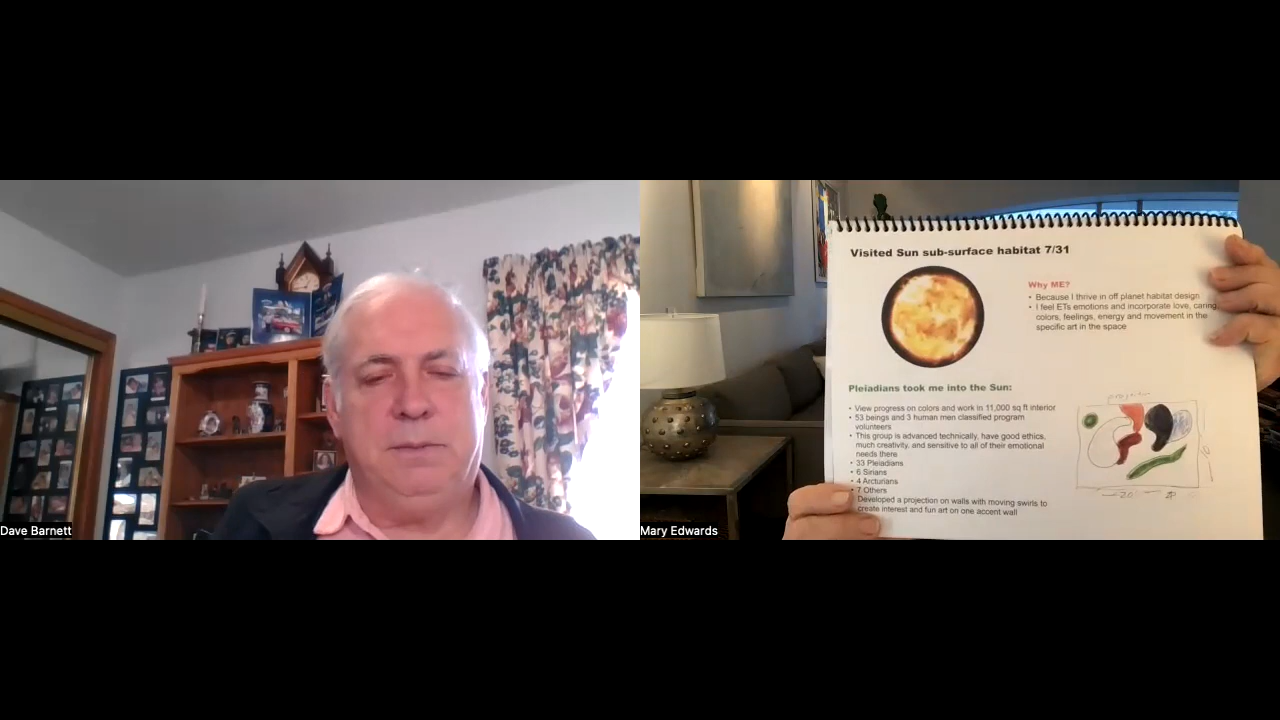 Visited Sun sub-surface habitat 7/31
Why ME?
• Because I thrive in off planet habitat design
• I feel ETs emotions and incorporate love, caring,
colors, feelings, energy and movement in the
specific art in the space
Pleiadians took me into the Sun:
• View progress on colors and work in 11,000 sq ft interior
• 53 beings and 3 human men classified program
volunteers
• This group is advanced technically, have good ethics,
much creativity, and sensitive to all of their emotional
needs there
• 33 Pleiadians
• 6 Sirians
• 4 Arcturians
• 7 Others
Developed a projection on walls with moving swirls to
create interest and fun art on one accent wall
projection
20
Dave Barnett
Mary Edwards